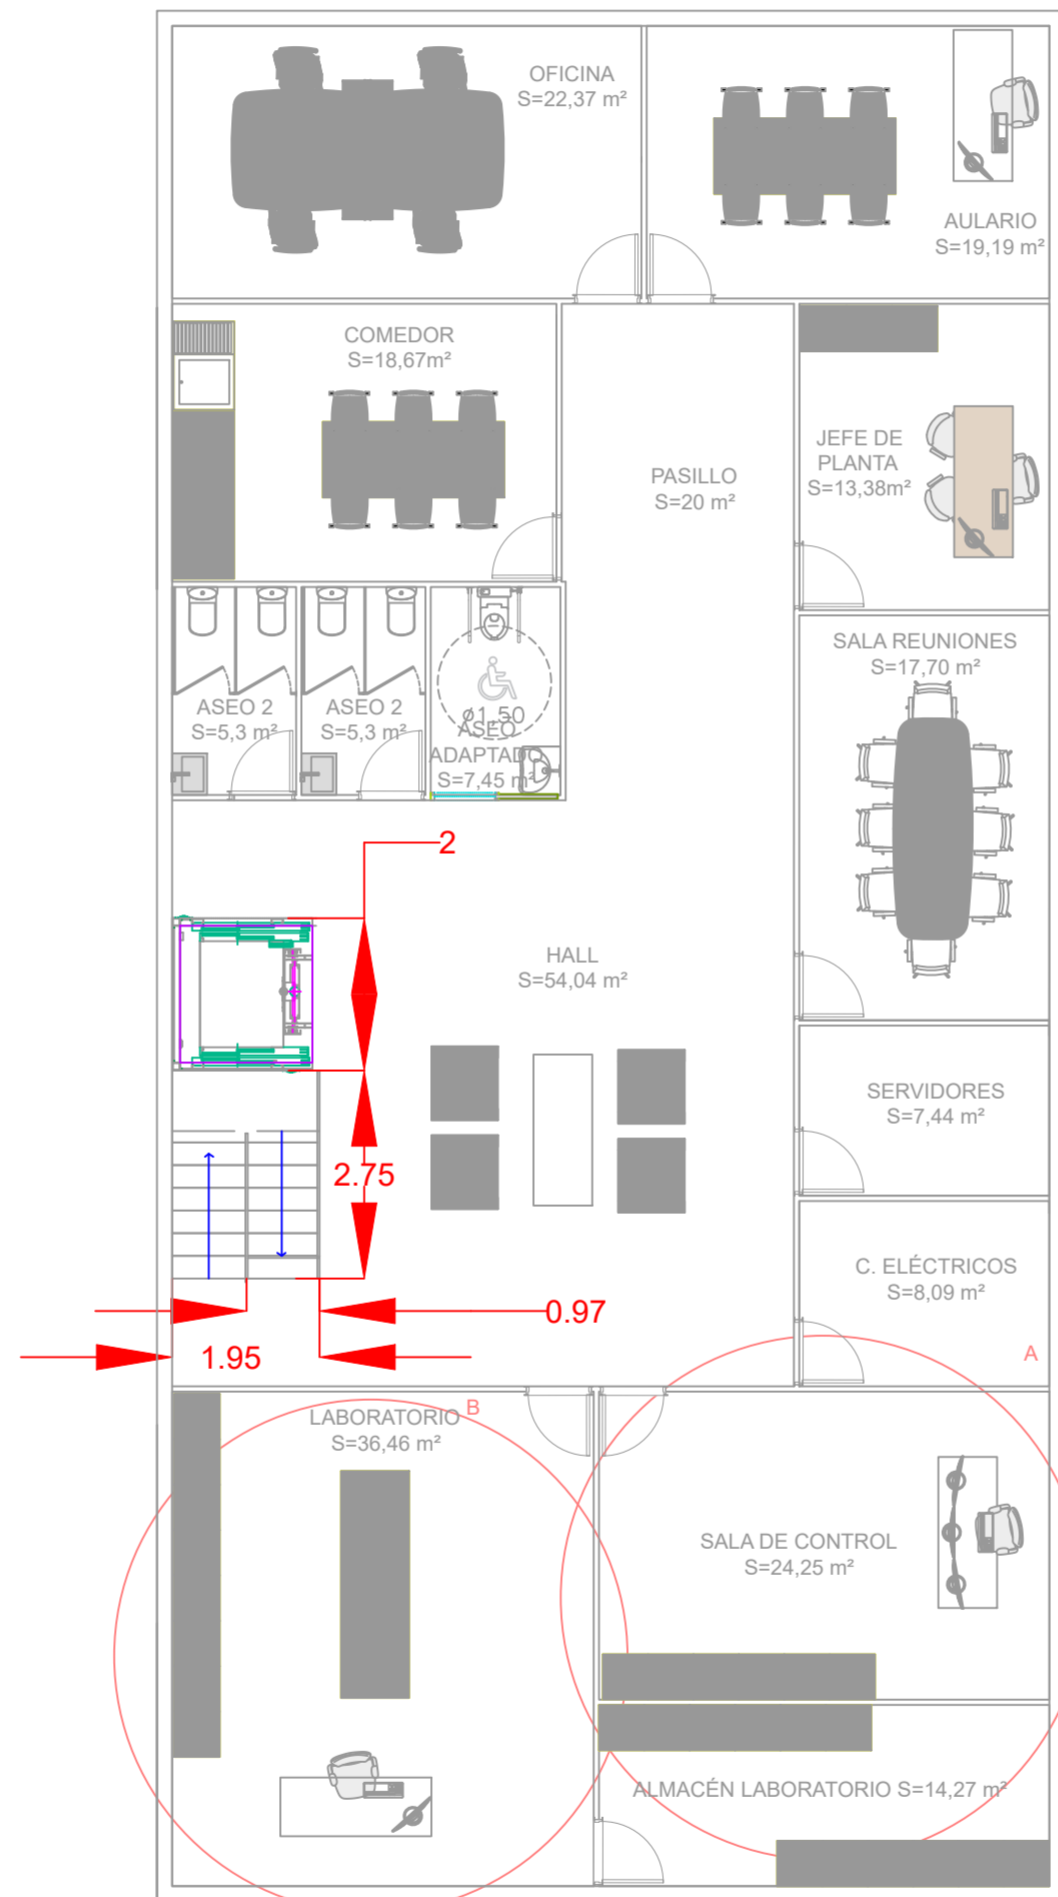 OFICINA
S=22,37 m²
AULARIO
S=19,19 m²
COMEDOR
S=18,67m²
JEFE DE
PLANTA
S=13,38m²
PASILLO
S=20 m²
SALA REUNIONES
S=17,70 m²
ASEO 2
S=5,3 m²
ASEO 2
S=5,3 m²
ø1,50
ASEO
ADAPTADO
S=7,45 m²
2
HALL
S=54,04 m²
SERVIDORES
S=7,44 m²
2.75
C. ELÉCTRICOS
S=8,09 m²
0.97
1.95
A
B
LABORATORIO
S=36,46 m²
SALA DE CONTROL
S=24,25 m²
ALMACÉN LABORATORIO S=14,27 m²